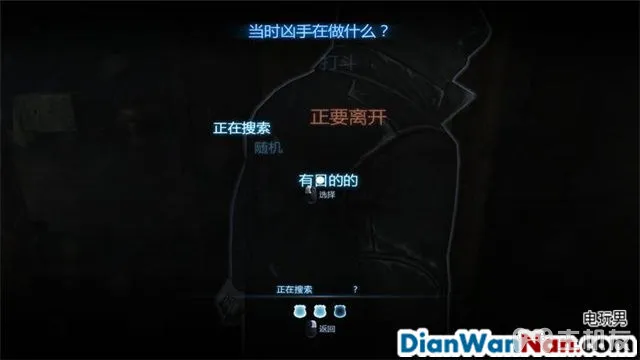 当时凶手在做什么？
打斗
正要离开
正在搜索
随机
有目的的
选择
正在搜索 ？
返回
电玩男
DianWanNan.com